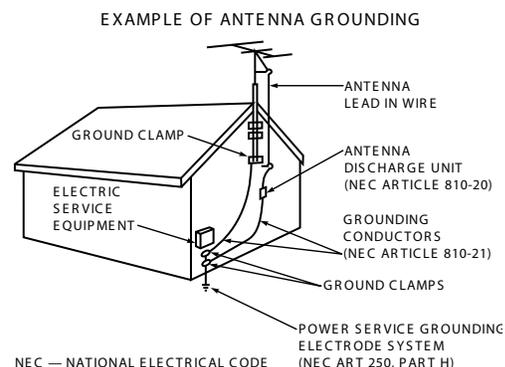 EXAMPLE OF ANTENNA GROUNDING
ANTENNA
LEAD IN WIRE
GROUND CLAMP
ANTENNA
DISCHARGE UNIT
(NEC ARTICLE 810-20)
ELECTRIC
SERVICE
EQUIPMENT
GROUNDING
CONDUCTORS
(NEC ARTICLE 810-21)
GROUND CLAMPS
POWER SERVICE GROUNDING
ELECTRODE SYSTEM
(NEC ART 250, PART H)
NEC — NATIONAL ELECTRICAL CODE